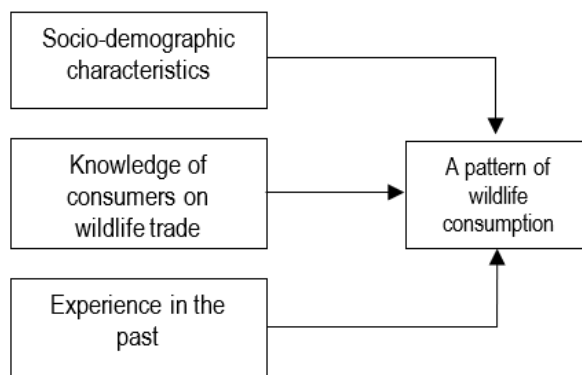 Socio-demographic
characteristics
Knowledge of
consumers on
wildlife trade
A pattern of
wildlife
consumption
Experience in the
past